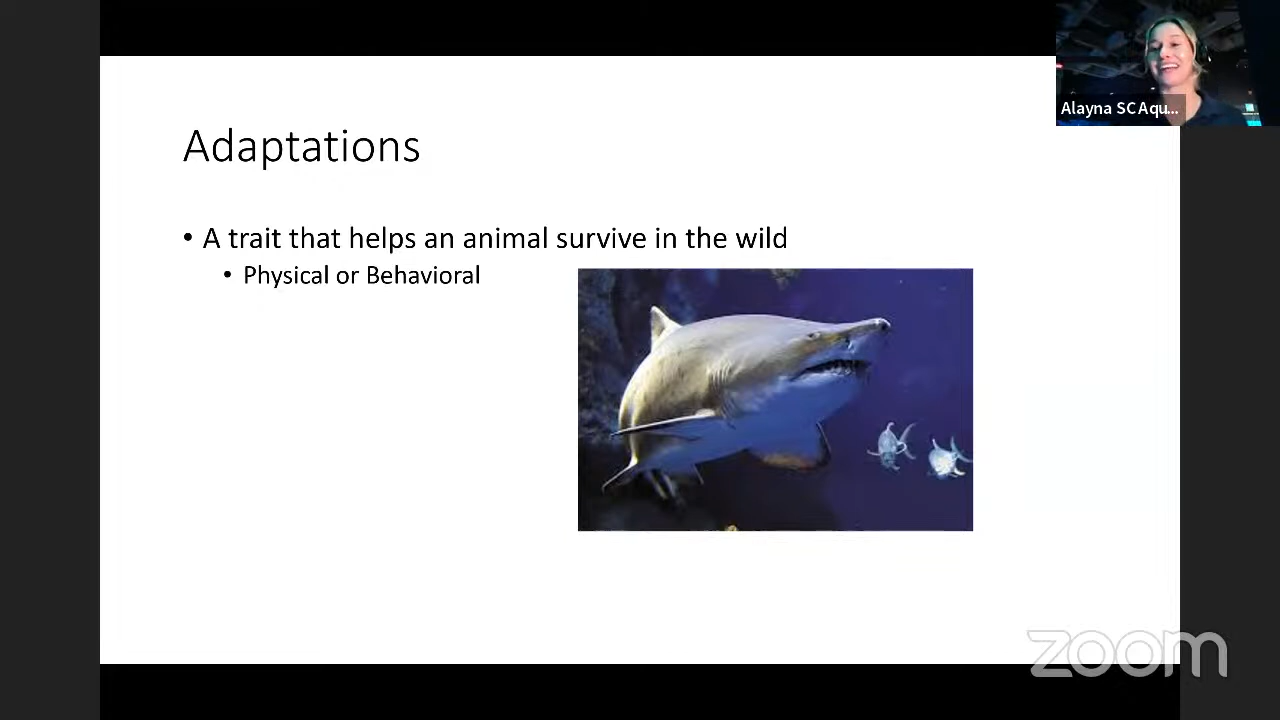 Alayna SC Aqu...
Adaptations
• A trait that helps an animal survive in the wild
• Physical or Behavioral
zoom